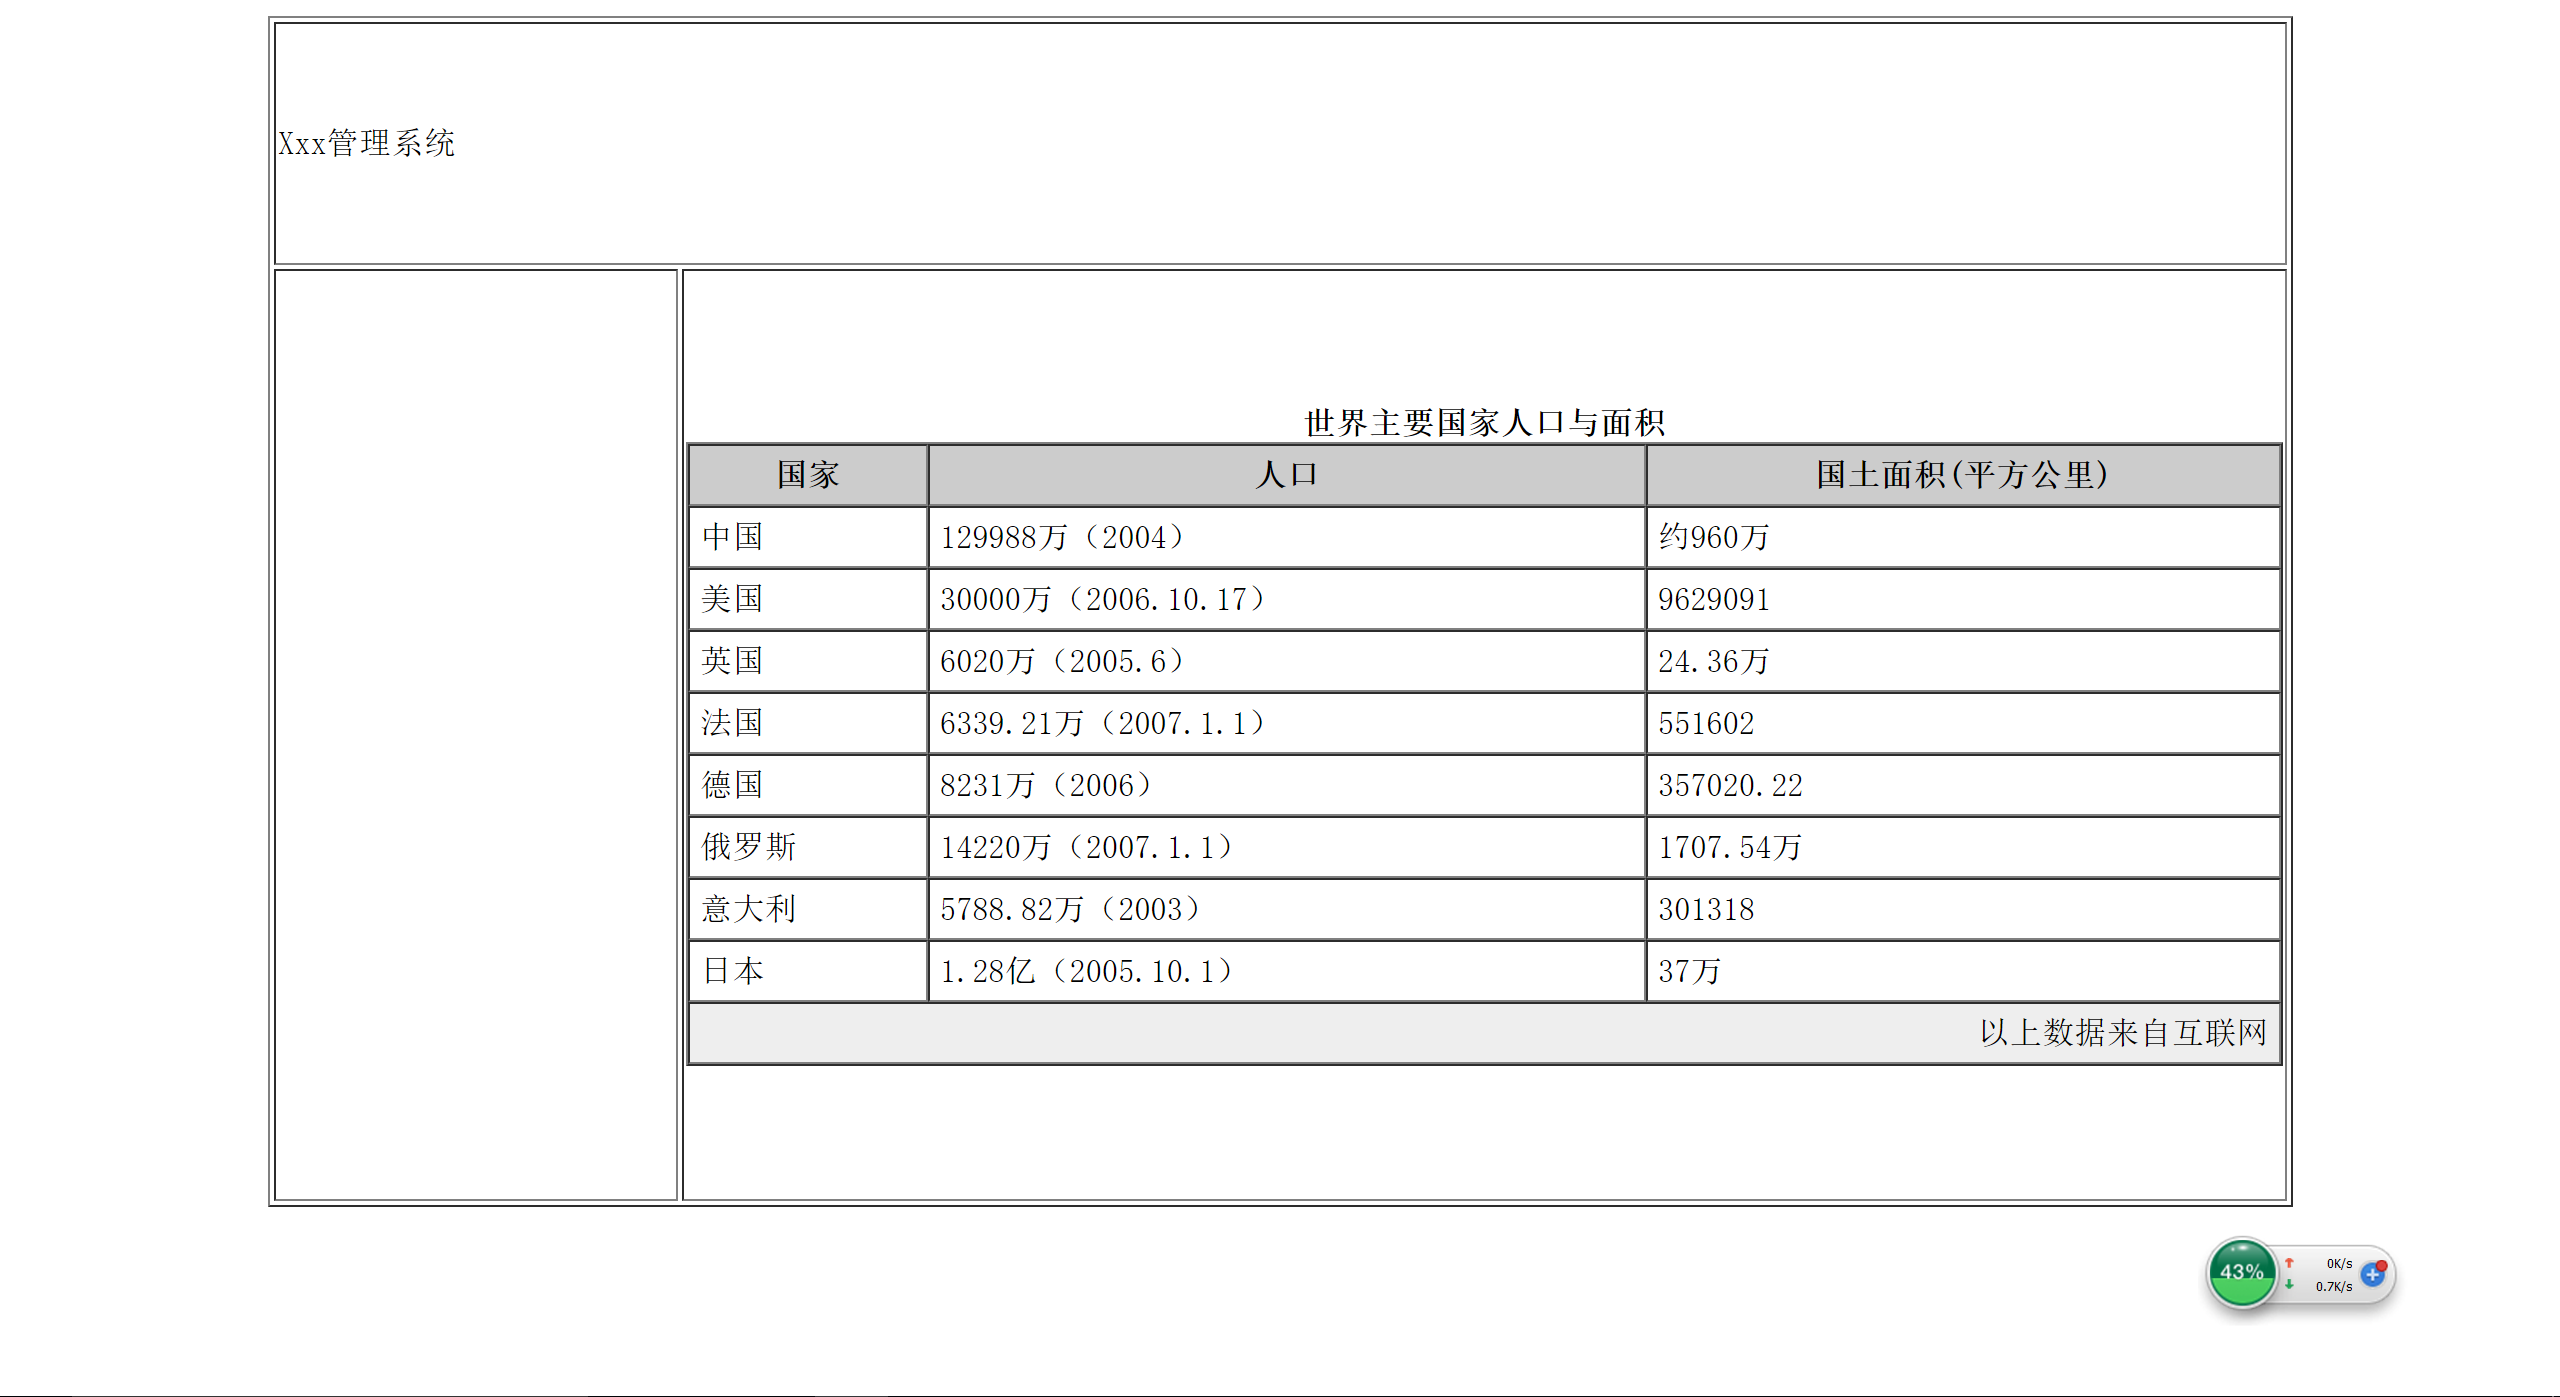 Xxx管理系统
世界主要国家人口与面积
国家 人口 国土面积(平方公里)
中国 129988万（2004） 约960万
美国 30000万（2006.10.17） 9629091
英国 6020万（2005.6） 24.36万
法国 6339.21万（2007.1.1） 551602
德国 8231万（2006） 357020.22
俄罗斯 14220万（2007.1.1） 1707.54万
意大利 5788.82万（2003） 301318
日本 1.28亿（2005.10.1） 37万
以上数据来自互联网
43% 0K/s
0.7K/s